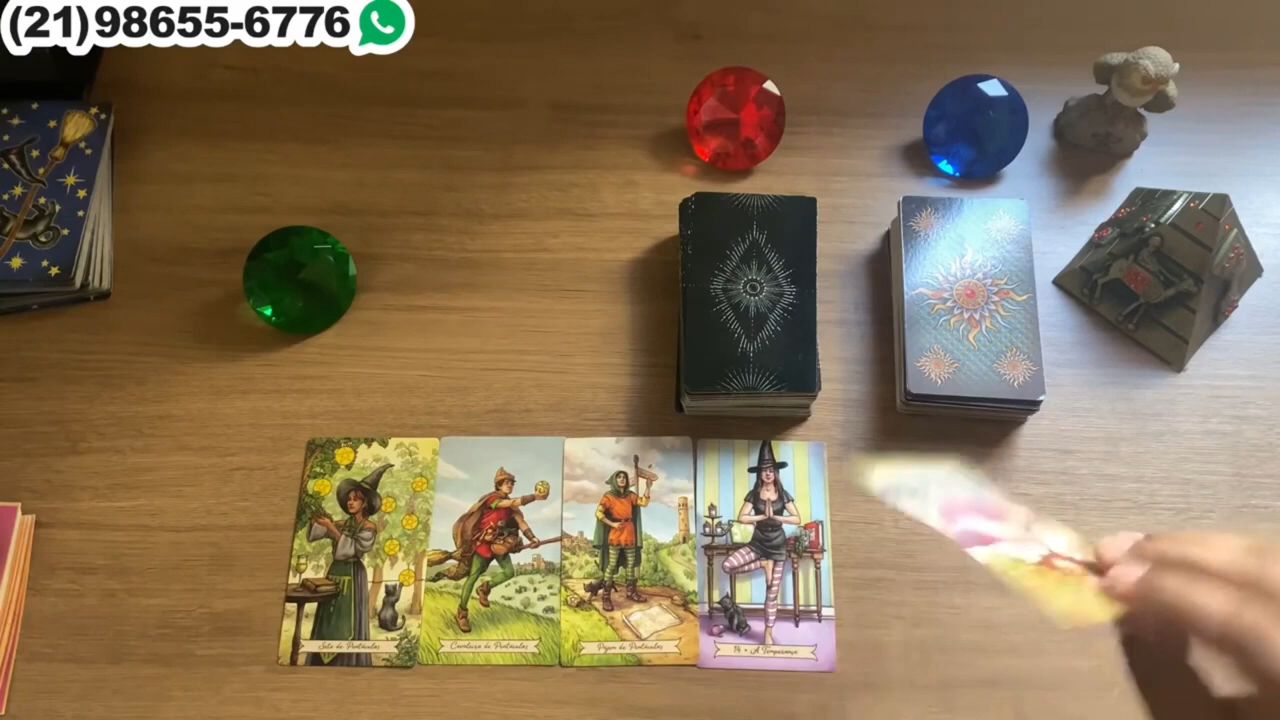 (21)98655-6776
Sete de Pentáculos
Cavaleiro de Pentáculos
Pajem de Pentáculos
14 • A Temperança